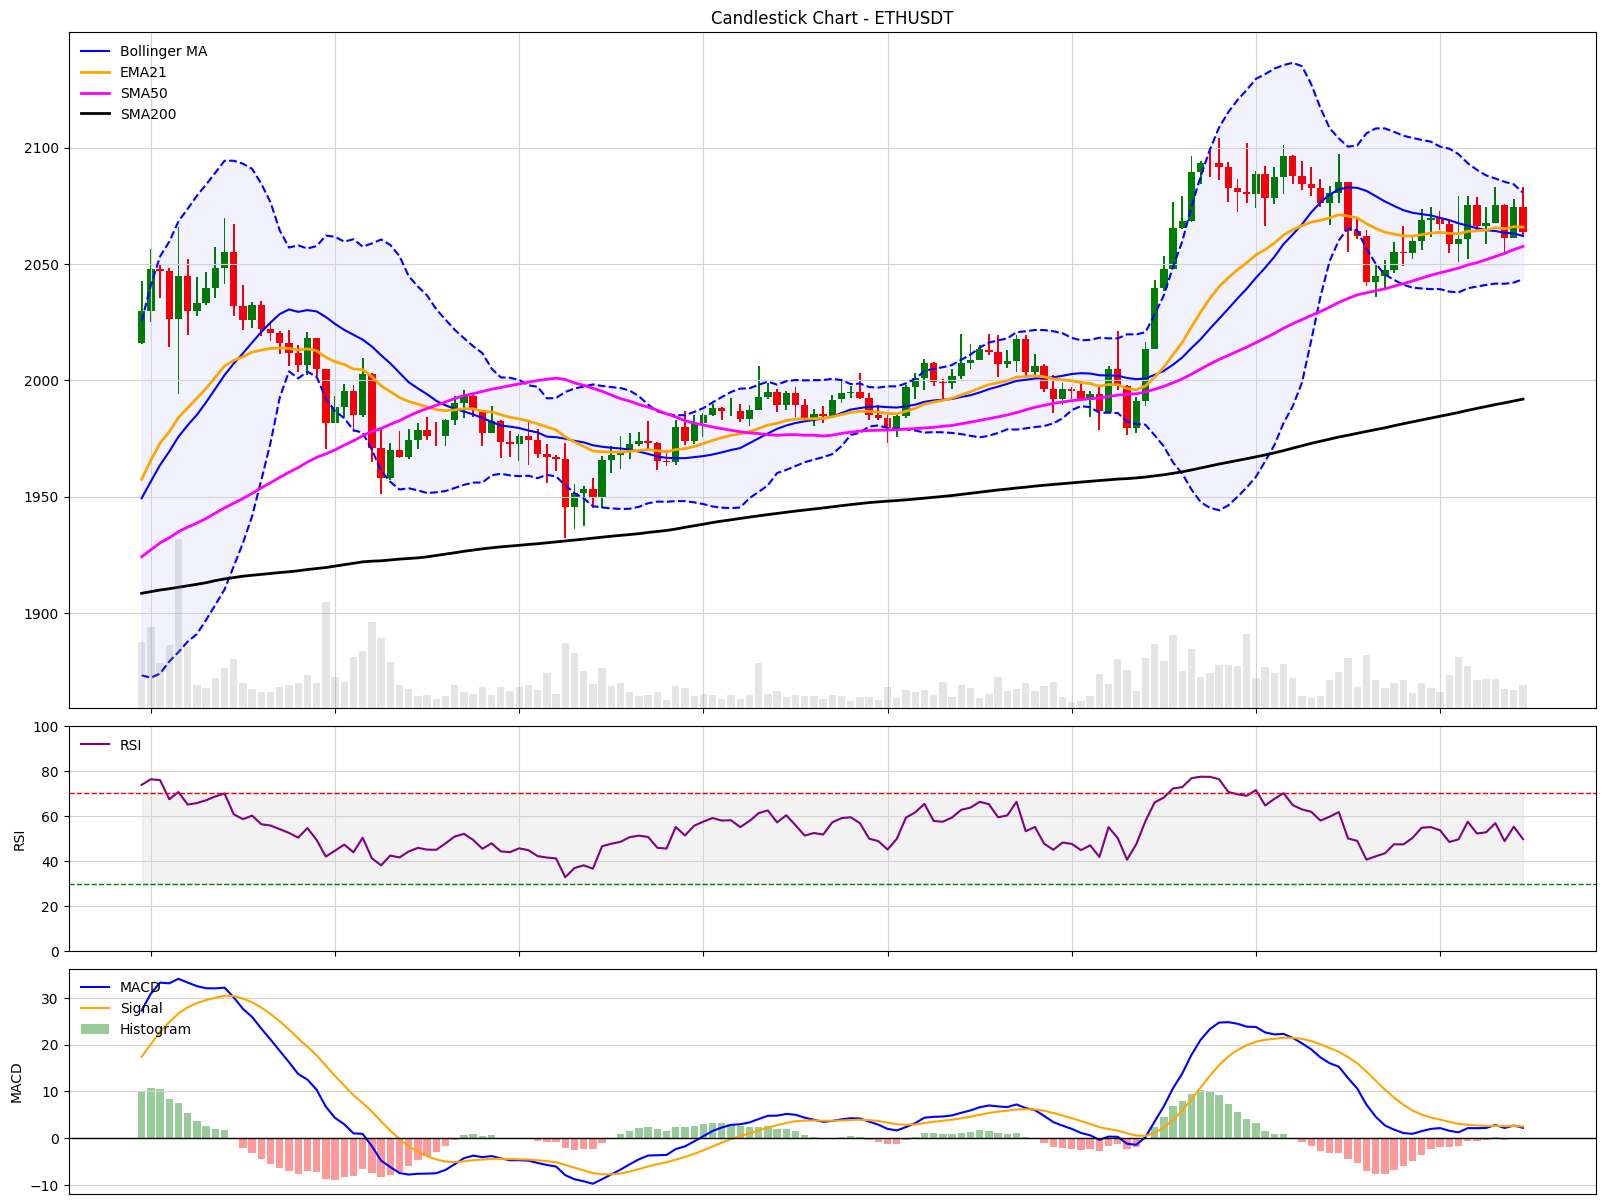 Candlestick Chart - ETHUSDT
Bollinger MA
EMA21
SMA50
SMA200
2100
2050
2000
1950
1900
RSI
100
80
60
40
20
0
RSI
MACD
Signal
Histogram
30
20
10
0
−10
MACD